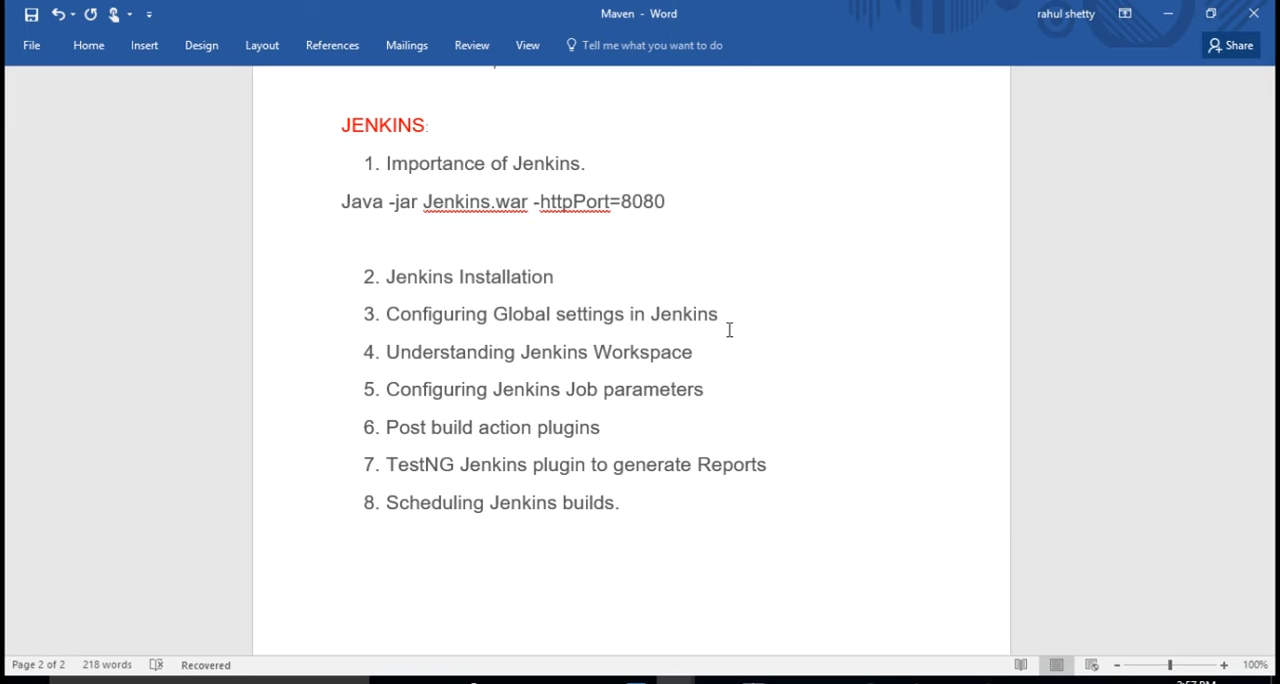 Maven - Word
rahul shetty
File Home Insert Design Layout References Mailings Review View Tell me what you want to do Share
JENKINS:
1. Importance of Jenkins.
Java -jar Jenkins.war -httpPort=8080
2. Jenkins Installation
3. Configuring Global settings in Jenkins
4. Understanding Jenkins Workspace
5. Configuring Jenkins Job parameters
6. Post build action plugins
7. TestNG Jenkins plugin to generate Reports
8. Scheduling Jenkins builds.
Page 2 of 2 218 words Recovered 100%